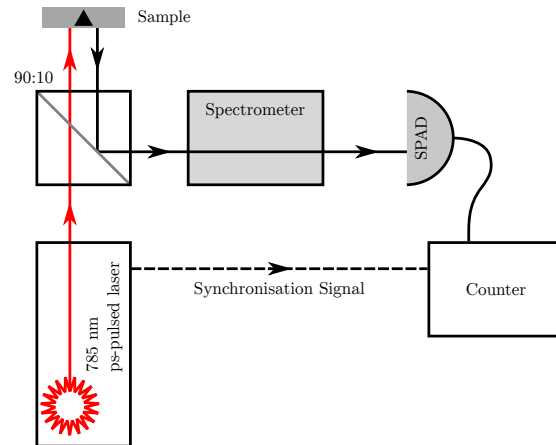 Sample
90:10
Spectrometer
SPAD
785 nm
ps-pulsed laser
Synchronisation Signal
Counter